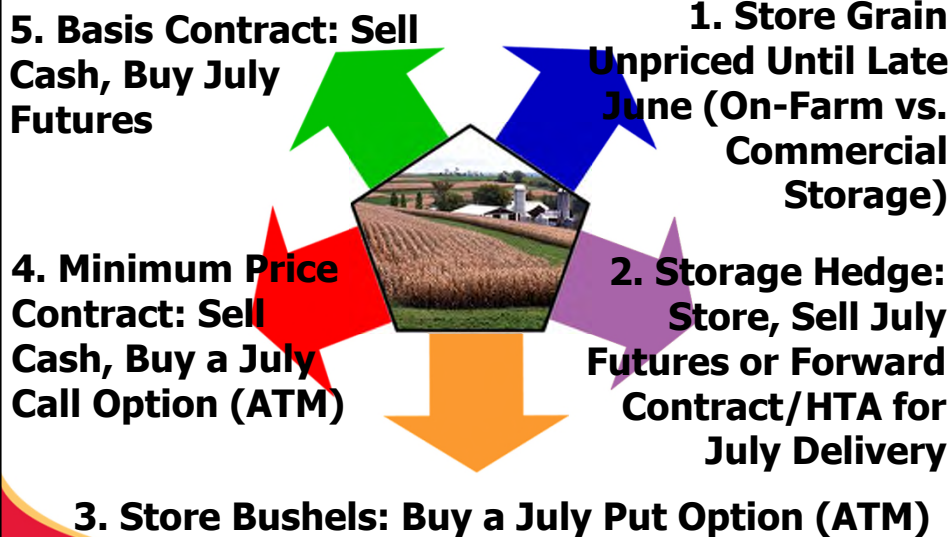 1. Store Grain
Unpriced Until Late
June (On-Farm vs.
Commercial
Storage)
2. Storage Hedge:
Store, Sell July
Futures or Forward
Contract/HTA for
July Delivery
3. Store Bushels: Buy a July Put Option (ATM)
4. Minimum Price
Contract: Sell
Cash, Buy a July
Call Option (ATM)
5. Basis Contract: Sell
Cash, Buy July
Futures